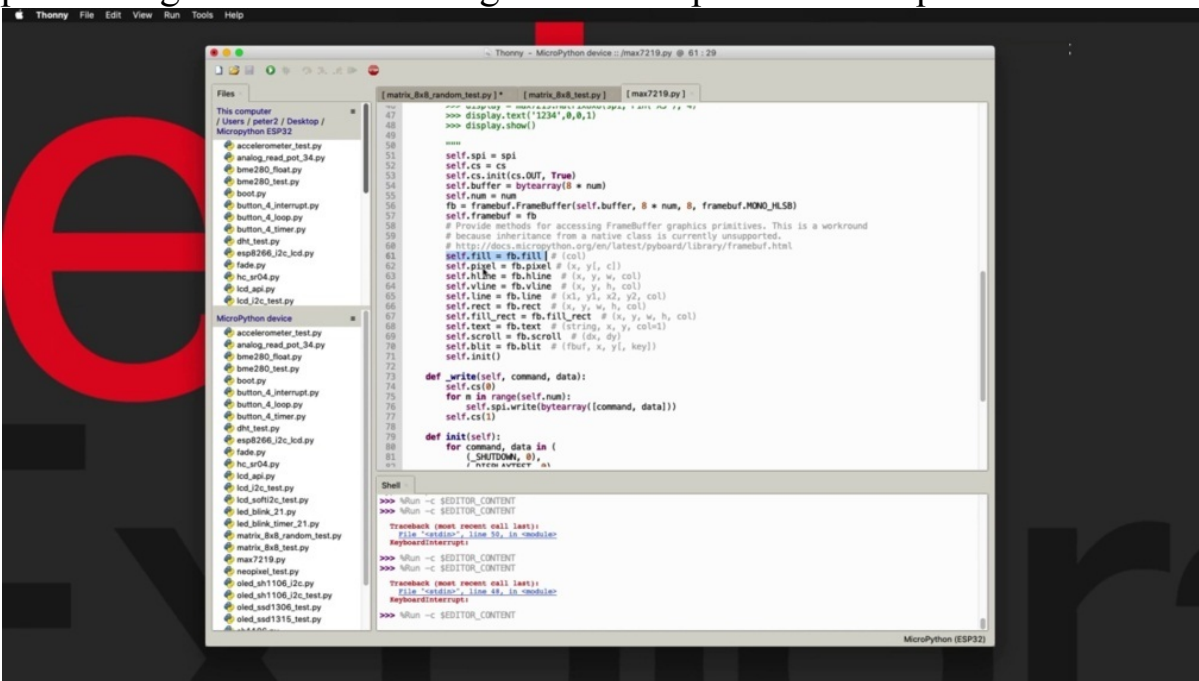 Thonny File Edit View Run Tools Help
Thonny – MicroPython device :: /max7219.py @ 61 : 29
Files
This computer
/ Users / peter2 / Desktop /
Micropython ESP32
accelerometer_test.py
analog_read_pot_34.py
bme280_float.py
bme280_test.py
boot.py
button_4_interrupt.py
button_4_loop.py
button_4_timer.py
dht_test.py
esp8266_i2c_lcd.py
fade.py
hc_sr04.py
lcd_api.py
lcd_i2c_test.py
MicroPython device
accelerometer_test.py
analog_read_pot_34.py
bme280_float.py
bme280_test.py
boot.py
button_4_interrupt.py
button_4_loop.py
button_4_timer.py
dht_test.py
esp8266_i2c_lcd.py
fade.py
hc_sr04.py
lcd_api.py
lcd_i2c_test.py
lcd_softi2c_test.py
led_blink_21.py
led_blink_timer_21.py
matrix_8x8_random_test.py
matrix_8x8_test.py
max7219.py
neopixel_test.py
oled_sh1106_i2c.py
oled_sh1106_i2c_test.py
oled_ssd1306_test.py
oled_ssd1315_test.py
[ matrix_8x8_random_test.py ] * [ matrix_8x8_test.py ] [ max7219.py ]
47 >>> display.text('1234',0,0,1)
48 >>> display.show()
49
50 """
51 self.spi = spi
52 self.cs = cs
53 self.cs.init(cs.OUT, True)
54 self.buffer = bytearray(8 * num)
55 self.num = num
56 fb = framebuf.FrameBuffer(self.buffer, 8 * num, 8, framebuf.MONO_HLSB)
57 self.framebuf = fb
58 # Provide methods for accessing FrameBuffer graphics primitives. This is a workround
59 # because inheritance from a native class is currently unsupported.
60 # http://docs.micropython.org/en/latest/pyboard/library/framebuf.html
61 self.fill = fb.fill # (col)
62 self.pixel = fb.pixel # (x, y[, c])
63 self.hline = fb.hline # (x, y, w, col)
64 self.vline = fb.vline # (x, y, h, col)
65 self.line = fb.line # (x1, y1, x2, y2, col)
66 self.rect = fb.rect # (x, y, w, h, col)
67 self.fill_rect = fb.fill_rect # (x, y, w, h, col)
68 self.text = fb.text # (string, x, y, col=1)
69 self.scroll = fb.scroll # (dx, dy)
70 self.blit = fb.blit # (fbuf, x, y[, key])
71 self.init()
72
73 def _write(self, command, data):
74 self.cs(0)
75 for m in range(self.num):
76 self.spi.write(bytearray([command, data]))
77 self.cs(1)
78
79 def init(self):
80 for command, data in (
81 (_SHUTDOWN, 0),
Shell
>>> %Run -c $EDITOR_CONTENT
>>> %Run -c $EDITOR_CONTENT
Traceback (most recent call last):
File "<stdin>", line 50, in <module>
KeyboardInterrupt:
>>> %Run -c $EDITOR_CONTENT
>>> %Run -c $EDITOR_CONTENT
Traceback (most recent call last):
File "<stdin>", line 48, in <module>
KeyboardInterrupt:
>>> %Run -c $EDITOR_CONTENT
MicroPython (ESP32)